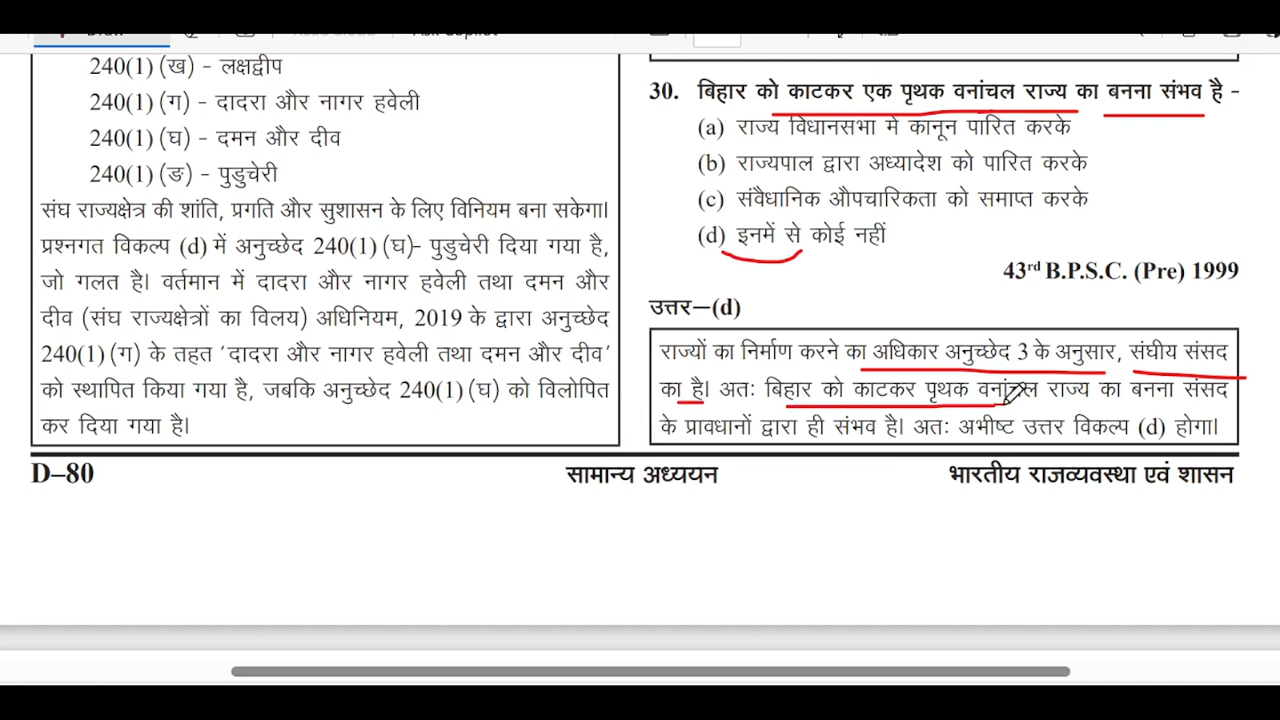 240(1) (ख) - लक्षद्वीप
240(1) (ग) - दादरा और नागर हवेली
240(1) (घ) - दमन और दीव
240(1) (ङ) - पुडुचेरी
संघ राज्यक्षेत्र की शांति, प्रगति और सुशासन के लिए विनियम बना सकेगा।
प्रश्नगत विकल्प (d) में अनुच्छेद 240(1) (घ)- पुडुचेरी दिया गया है,
जो गलत है। वर्तमान में दादरा और नागर हवेली तथा दमन और
दीव (संघ राज्यक्षेत्रों का विलय) अधिनियम, 2019 के द्वारा अनुच्छेद
240(1) (ग) के तहत 'दादरा और नागर हवेली तथा दमन और दीव'
को स्थापित किया गया है, जबकि अनुच्छेद 240(1) (घ) को विलोपित
कर दिया गया है।
30. बिहार को काटकर एक पृथक वनांचल राज्य का बनना संभव है -
(a) राज्य विधानसभा मे कानून पारित करके
(b) राज्यपाल द्वारा अध्यादेश को पारित करके
(c) संवैधानिक औपचारिकता को समाप्त करके
(d) इनमें से कोई नहीं
43rd B.P.S.C. (Pre) 1999
उत्तर–(d)
राज्यों का निर्माण करने का अधिकार अनुच्छेद 3 के अनुसार, संघीय संसद
का है। अतः बिहार को काटकर पृथक वनांचल राज्य का बनना संसद
के प्रावधानों द्वारा ही संभव है। अतः अभीष्ट उत्तर विकल्प (d) होगा।
D–80 सामान्य अध्ययन भारतीय राजव्यवस्था एवं शासन